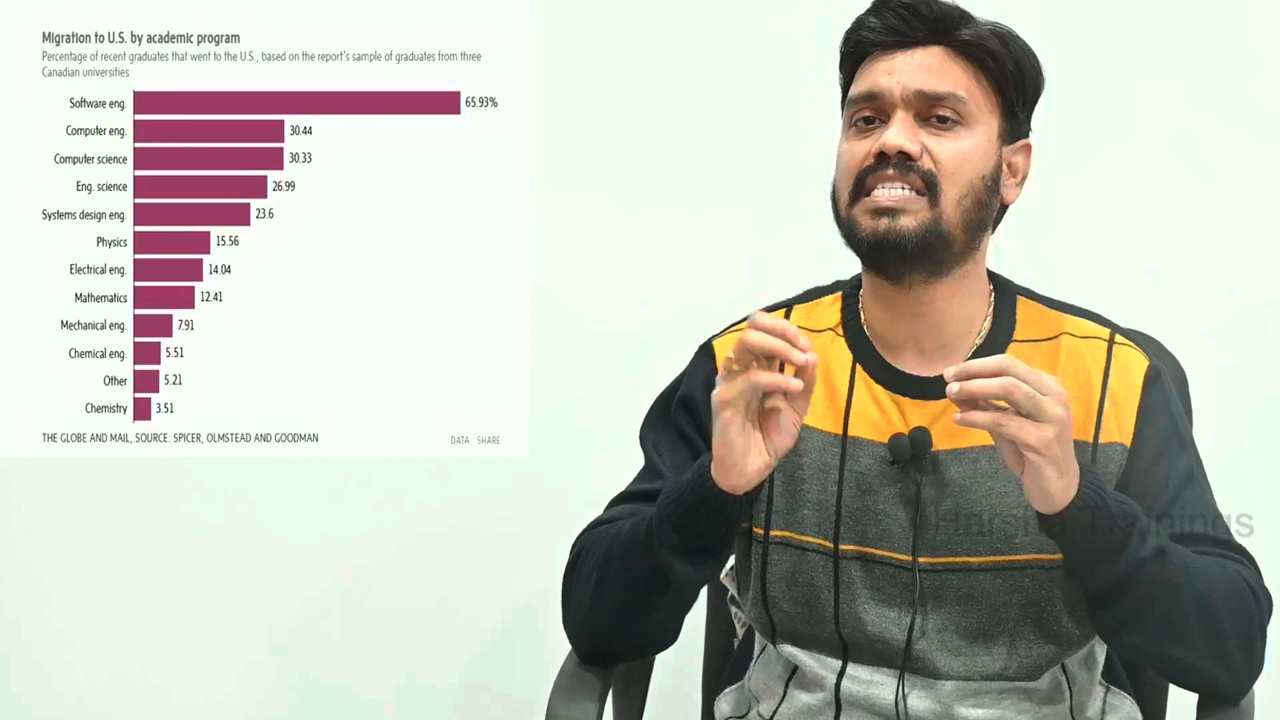 Migration to U.S. by academic program
Percentage of recent graduates that went to the U.S., based on the report's sample of graduates from three
Canadian universities
Software eng. 65.93%
Computer eng. 30.44
Computer science 30.33
Eng. science 26.99
Systems design eng. 23.6
Physics 15.56
Electrical eng. 14.04
Mathematics 12.41
Mechanical eng. 7.91
Chemical eng. 5.51
Other 5.21
Chemistry 3.51
THE GLOBE AND MAIL, SOURCE: SPICER, OLMSTEAD AND GOODMAN
DATA SHARE
Trainings